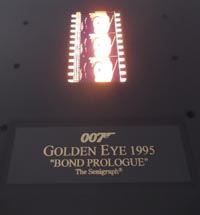 007
GOLDEN EYE 1995
"BOND PROLOGUE"
The Senigraph®